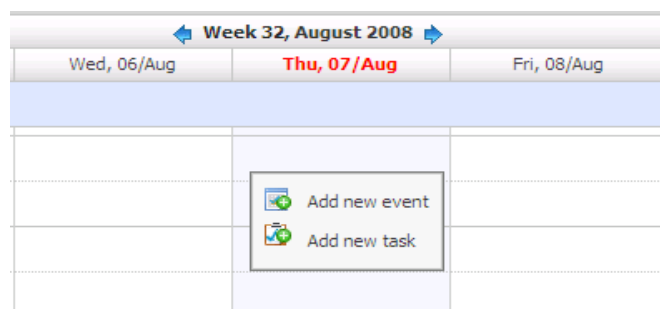 Week 32, August 2008
Wed, 06/Aug Thu, 07/Aug Fri, 08/Aug
Add new event
Add new task